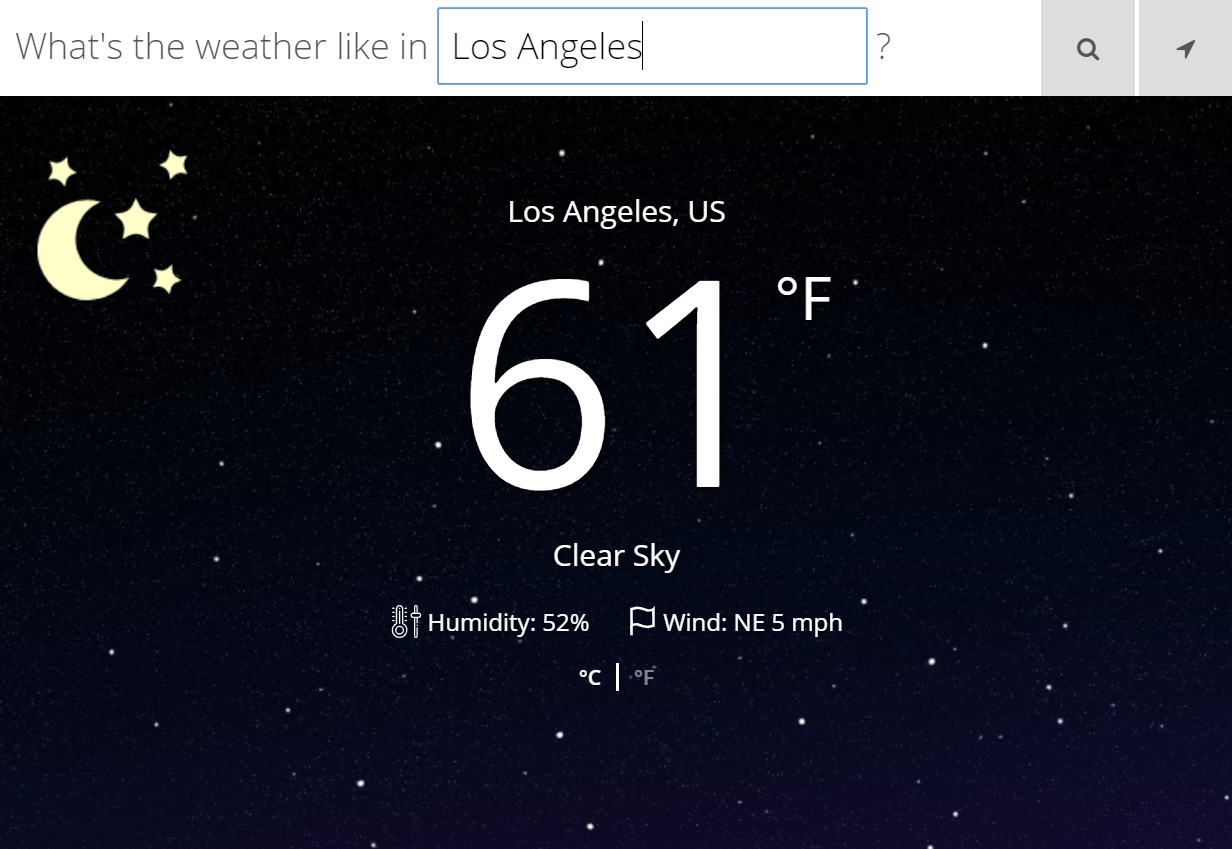 What's the weather like in Los Angeles ?
Los Angeles, US
61 °F
Clear Sky
Humidity: 52% Wind: NE 5 mph
°C | °F